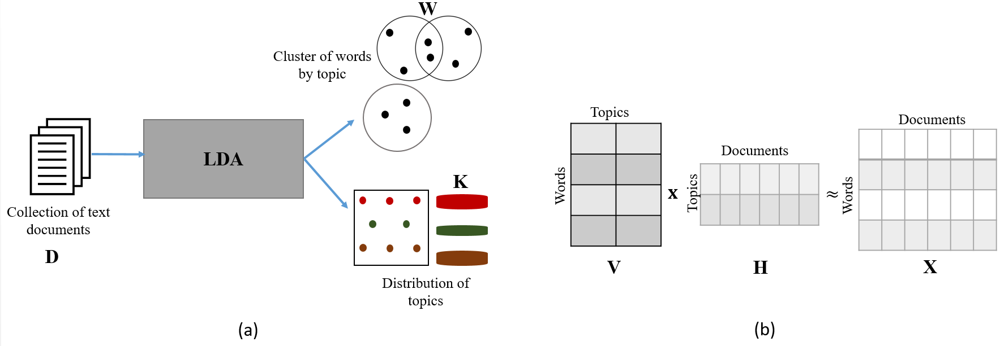 W
Cluster of words
by topic
LDA
Collection of text
documents
D
K
Distribution of
topics
(a)
Topics
Words
V
x
Documents
Topics
H
≈
Documents
Words
X
(b)